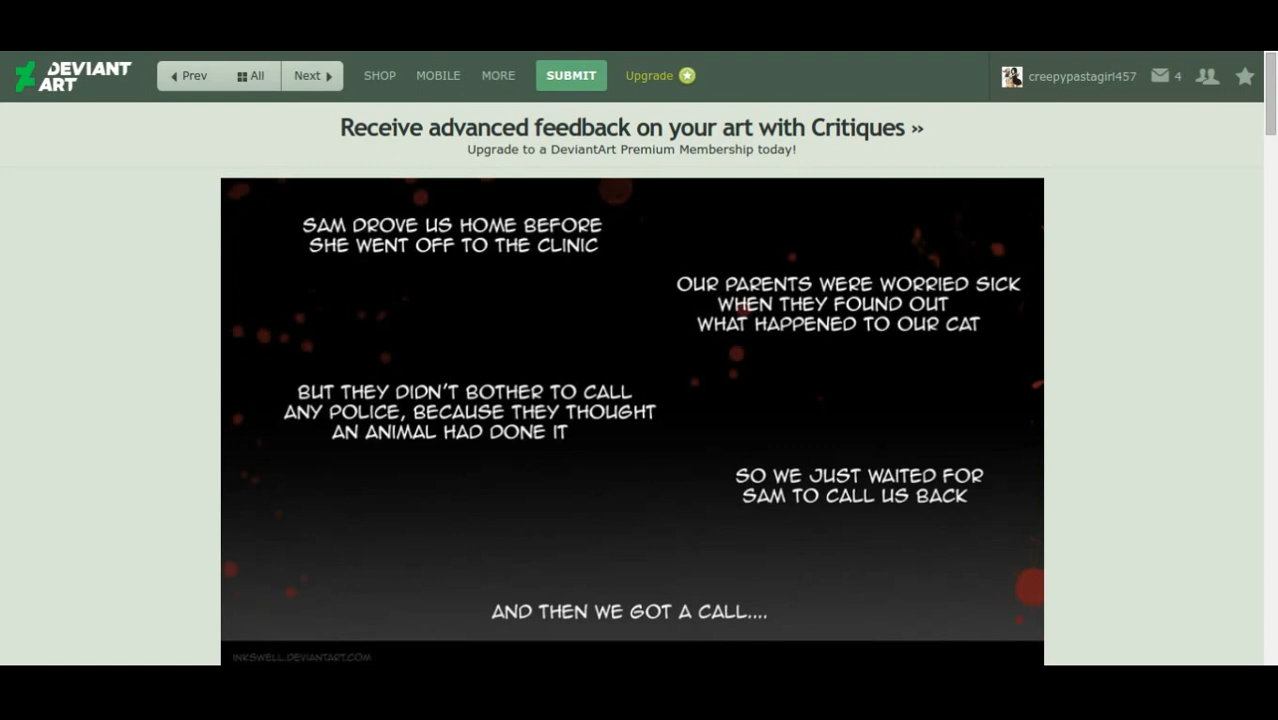 DEVIANT
ART
Prev
All
Next
SHOP
MOBILE
MORE
SUBMIT
Upgrade
creepypastagirl457
4
Receive advanced feedback on your art with Critiques »
Upgrade to a DeviantArt Premium Membership today!
SAM DROVE US HOME BEFORE
SHE WENT OFF TO THE CLINIC
OUR PARENTS WERE WORRIED SICK
WHEN THEY FOUND OUT
WHAT HAPPENED TO OUR CAT
BUT THEY DIDN'T BOTHER TO CALL
ANY POLICE, BECAUSE THEY THOUGHT
AN ANIMAL HAD DONE IT
SO WE JUST WAITED FOR
SAM TO CALL US BACK
AND THEN WE GOT A CALL....
INKSWELL.DEVIANTART.COM